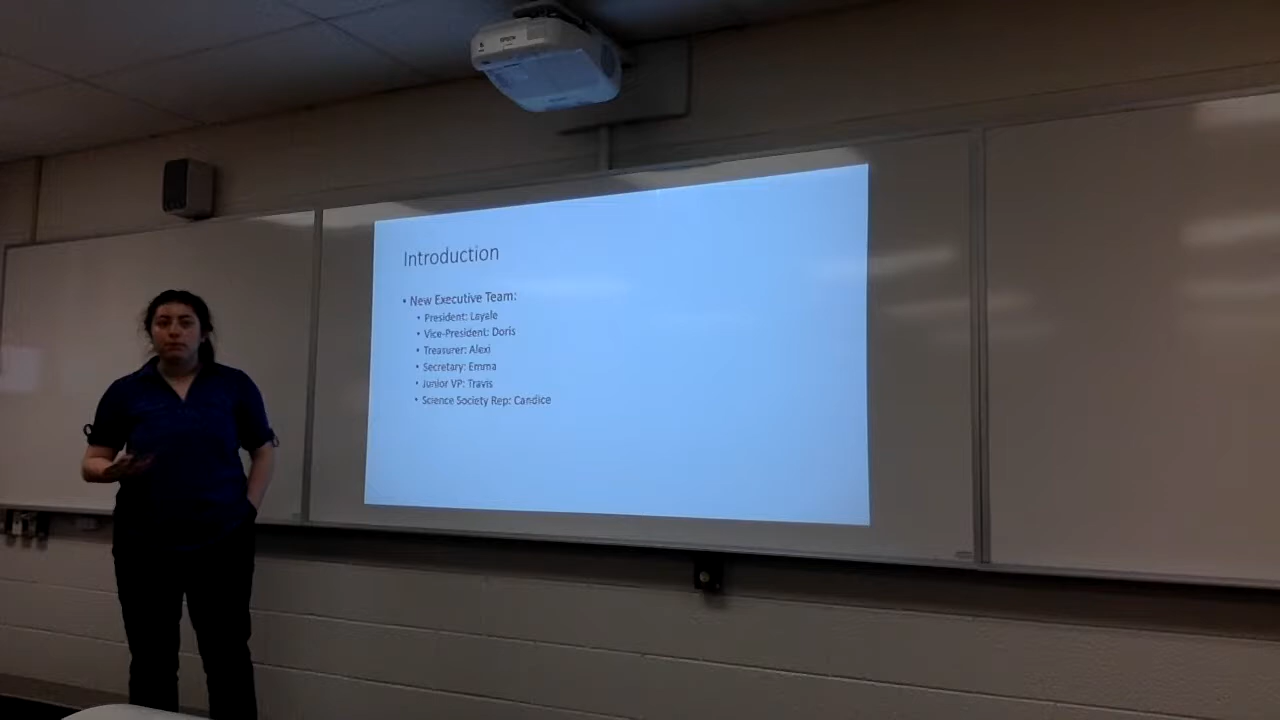 EPSON
Introduction
• New Executive Team:
• President: Layale
• Vice-President: Doris
• Treasurer: Alexi
• Secretary: Emma
• Junior VP: Travis
• Science Society Rep: Candice